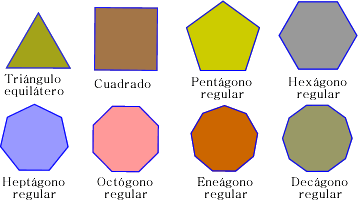 Triángulo
equilátero
Cuadrado
Pentágono
regular
Hexágono
regular
Heptágono
regular
Octógono
regular
Eneágono
regular
Decágono
regular